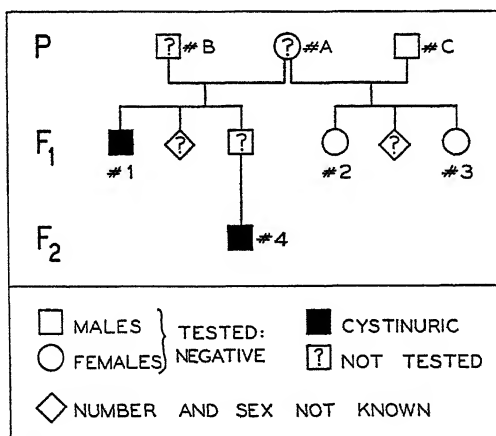 P ? #B ? #A #C
F1 ? ? ?
#1 #2 #3
F2 #4
MALES
FEMALES
TESTED:
NEGATIVE
CYSTINURIC
? NOT TESTED
NUMBER AND SEX NOT KNOWN